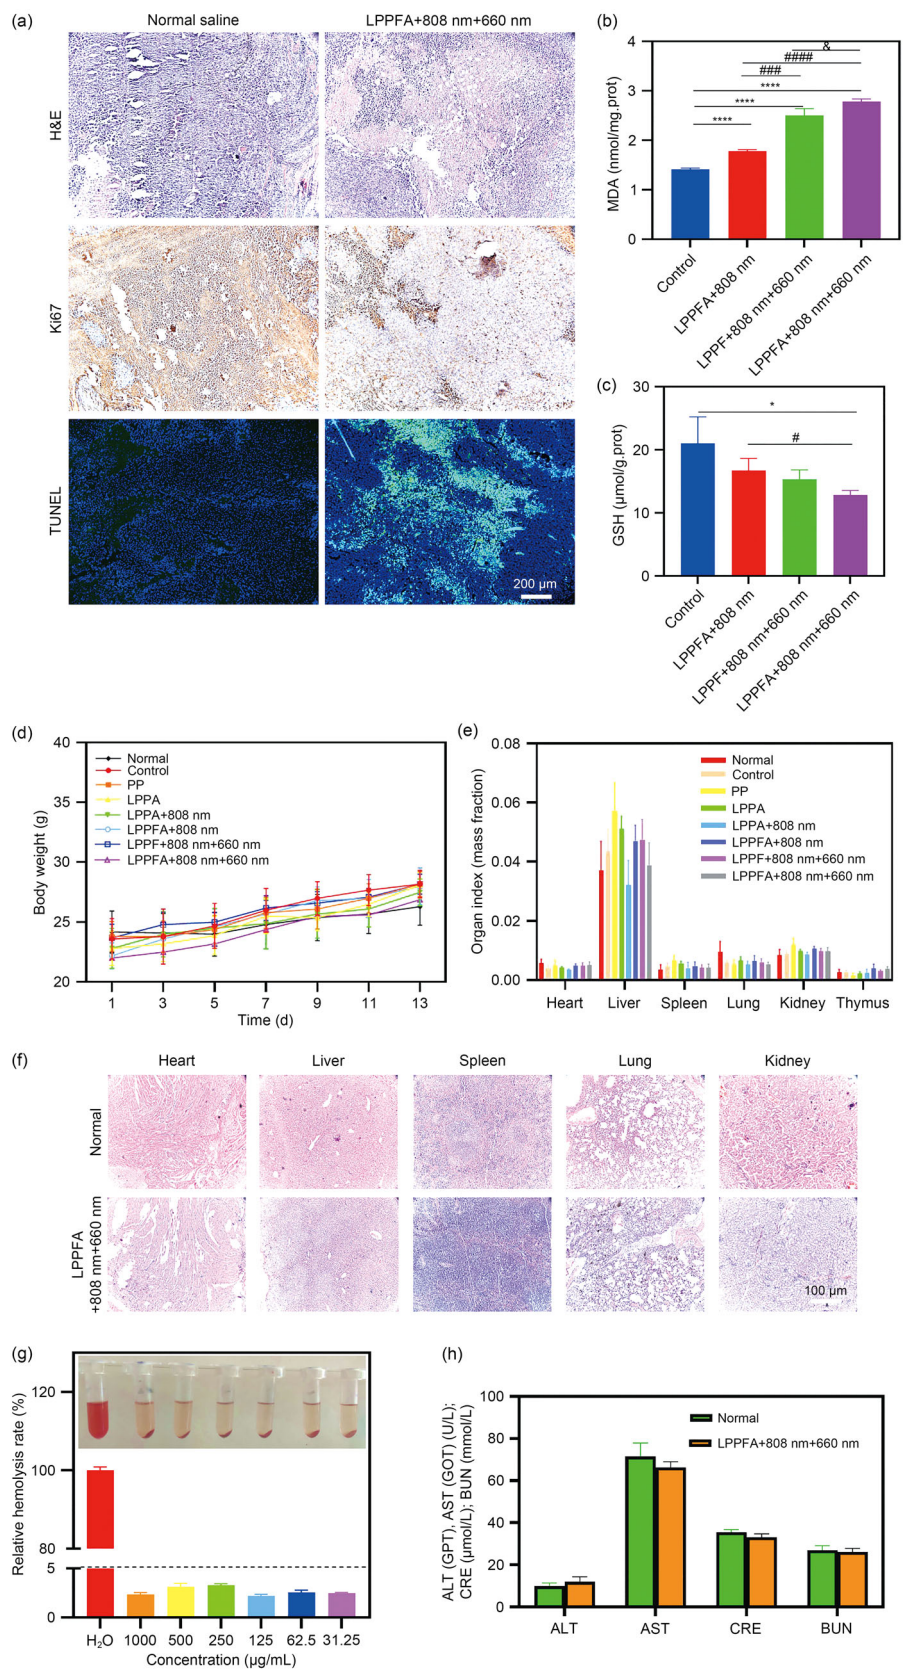 (a)
Normal saline
LPPFA+808 nm+660 nm
H&E
Ki67
TUNEL
200 µm
(b)
MDA (nmol/mg.prot)
4
3
2
1
0
&
####
###
****
****
****
Control
LPPFA+808 nm
LPPF+808 nm+660 nm
LPPFA+808 nm+660 nm
(c)
GSH (µmol/g.prot)
30
20
10
0
*
#
Control
LPPFA+808 nm
LPPF+808 nm+660 nm
LPPFA+808 nm+660 nm
(d)
Body weight (g)
40
35
30
25
20
Normal
Control
PP
LPPA
LPPA+808 nm
LPPFA+808 nm
LPPF+808 nm+660 nm
LPPFA+808 nm+660 nm
1 3 5 7 9 11 13
Time (d)
(e)
Organ index (mass fraction)
0.08
0.06
0.04
0.02
0.00
Normal
Control
PP
LPPA
LPPA+808 nm
LPPFA+808 nm
LPPF+808 nm+660 nm
LPPFA+808 nm+660 nm
Heart Liver Spleen Lung Kidney Thymus
(f)
Heart Liver Spleen Lung Kidney
Normal
LPPFA
+808 nm+660 nm
100 µm
(g)
Relative hemolysis rate (%)
120
100
80
5
0
H₂O 1000 500 250 125 62.5 31.25
Concentration (µg/mL)
(h)
ALT (GPT), AST (GOT) (U/L);
CRE (µmol/L); BUN (mmol/L)
100
80
60
40
20
0
Normal
LPPFA+808 nm+660 nm
ALT AST CRE BUN